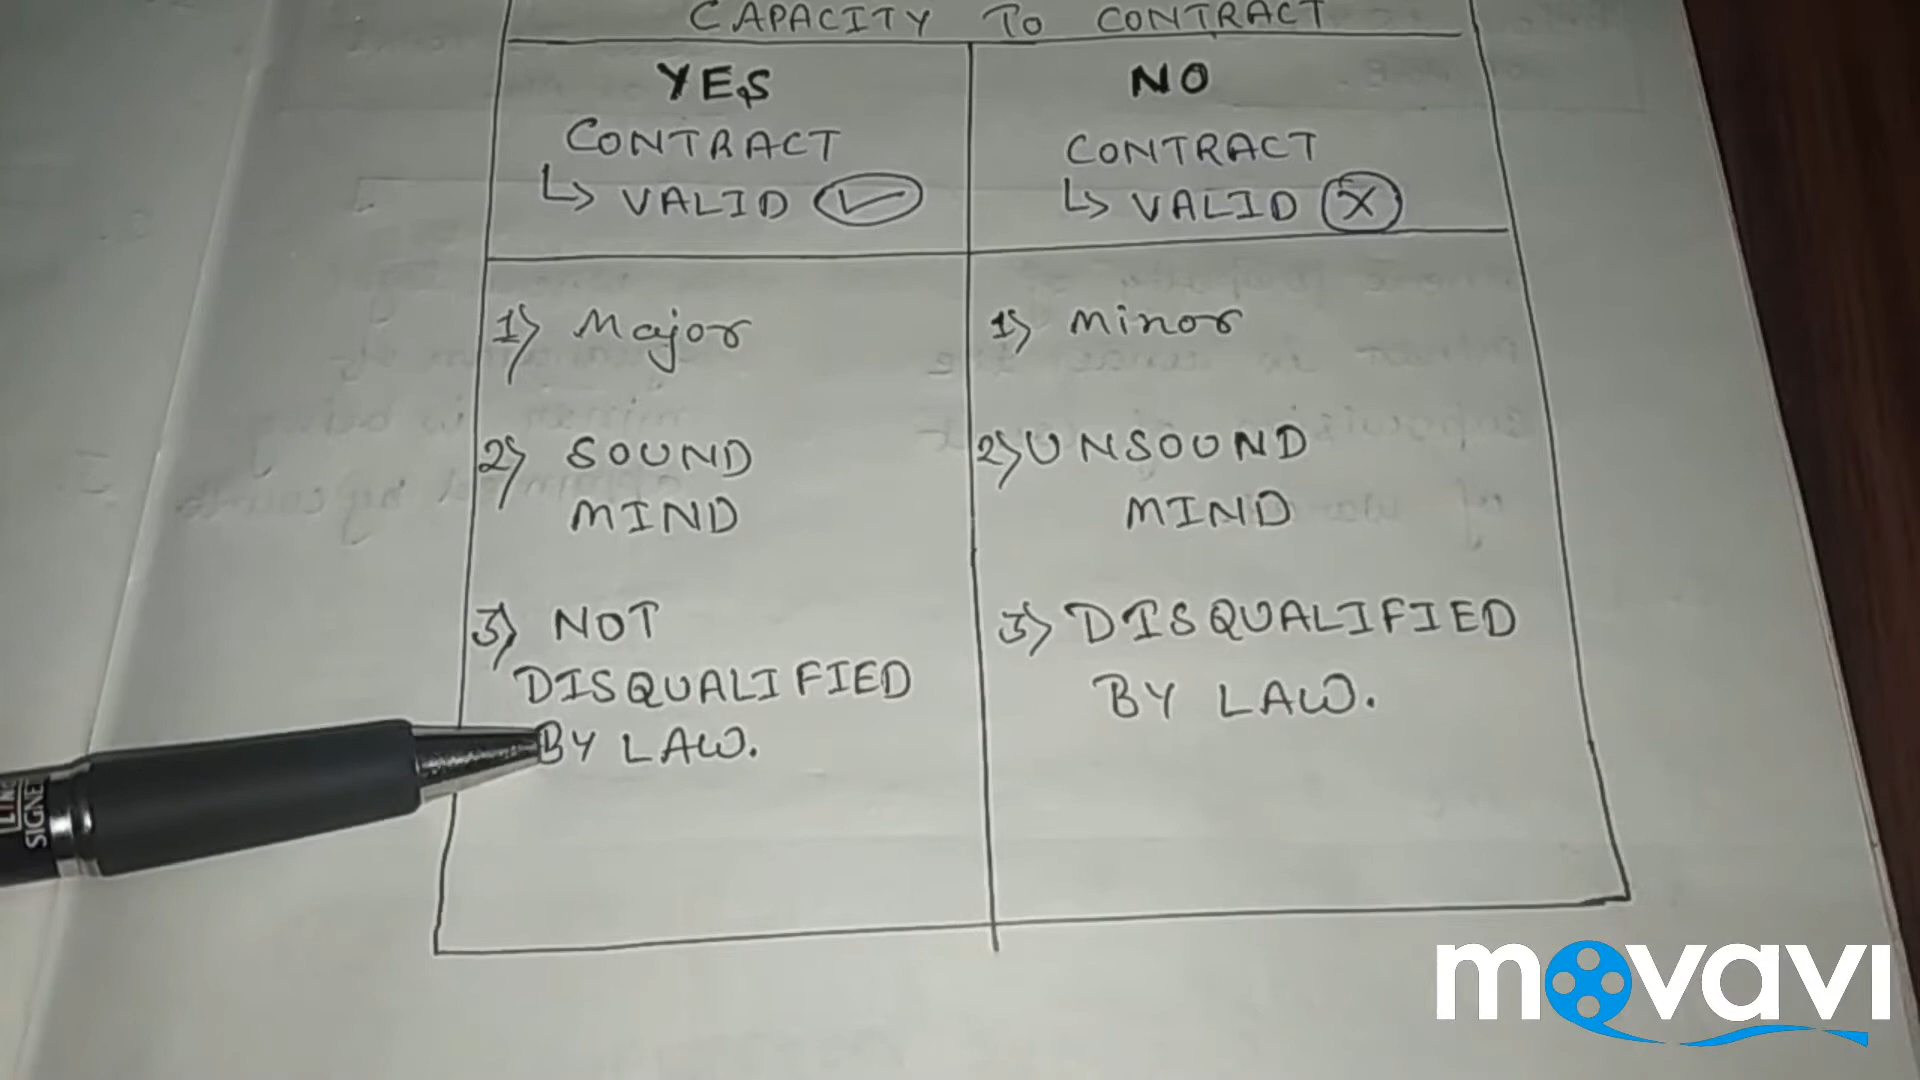 CAPACITY TO CONTRACT
YES
CONTRACT
↳ VALID ✓
1) Major
2) SOUND
MIND
3) NOT
DISQUALIFIED
BY LAW.
NO
CONTRACT
↳ VALID X
1) Minor
2) UNSOUND
MIND
3) DISQUALIFIED
BY LAW.
SIGNE
movavi